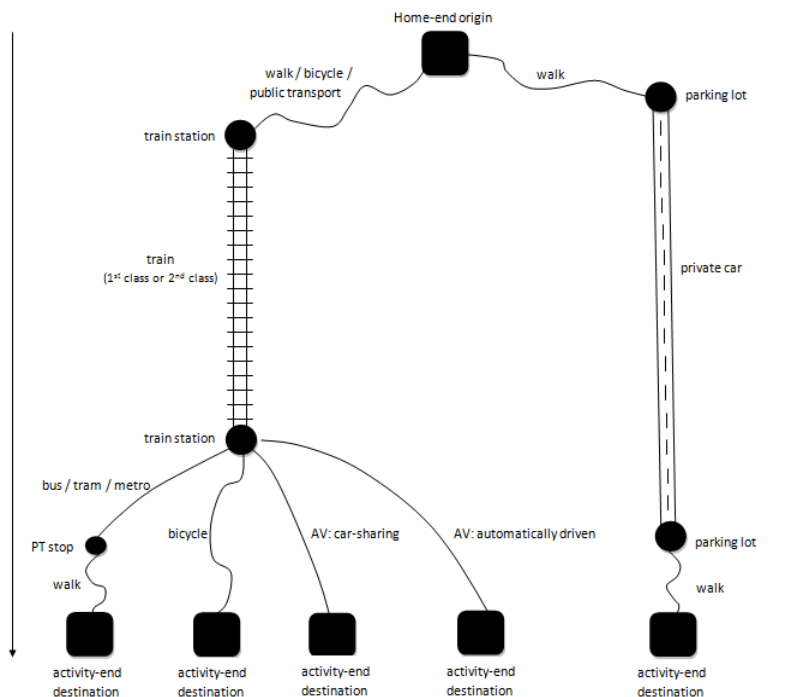 Home-end origin
walk / bicycle /
public transport
walk
parking lot
train station
train
(1st class or 2nd class)
private car
train station
bus / tram / metro
bicycle
AV: car-sharing
AV: automatically driven
PT stop
parking lot
walk
walk
activity-end
destination
activity-end
destination
activity-end
destination
activity-end
destination
activity-end
destination